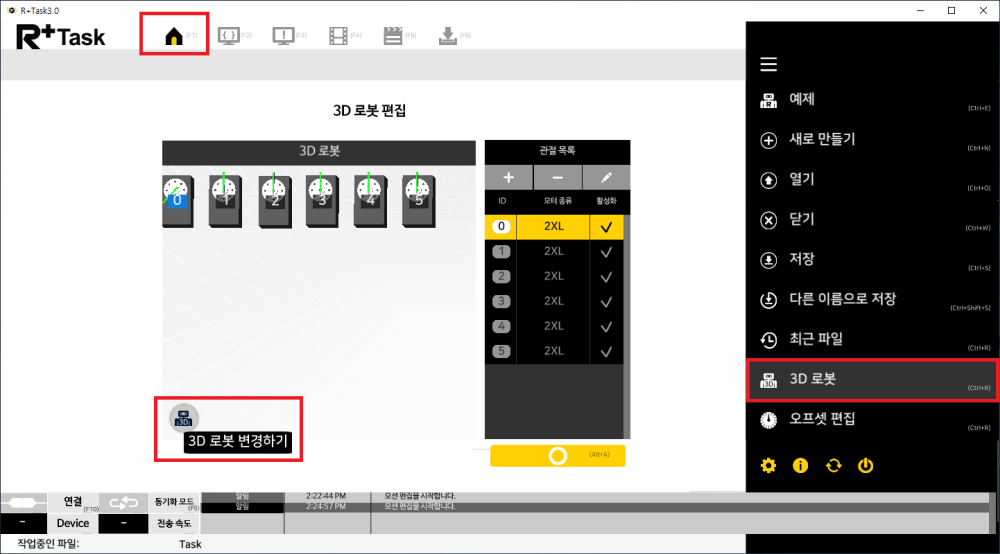 R+Task3.0
R+Task
(F1)
(F2)
(F3)
(F4)
(F5)
(F6)
3D 로봇 편집
3D 로봇
0 1 2 3 4 5
3D
3D 로봇 변경하기
관절 목록
ID 모터 종류 활성화
0 2XL
1 2XL
2 2XL
3 2XL
4 2XL
5 2XL
(Alt+A)
예제
(Ctrl+E)
새로 만들기
(Ctrl+N)
열기
(Ctrl+O)
닫기
(Ctrl+W)
저장
(Ctrl+S)
다른 이름으로 저장
(Ctrl+Shift+S)
최근 파일
(Ctrl+R)
3D
3D 로봇
(Ctrl+R)
오프셋 편집
(Ctrl+R)
연결
(F10)
동기화 모드
(F9)
알림 2:22:44 PM 모션 편집을 시작합니다.
알림 2:24:57 PM 모션 편집을 시작합니다.
- Device - 전송 속도
작업중인 파일: Task